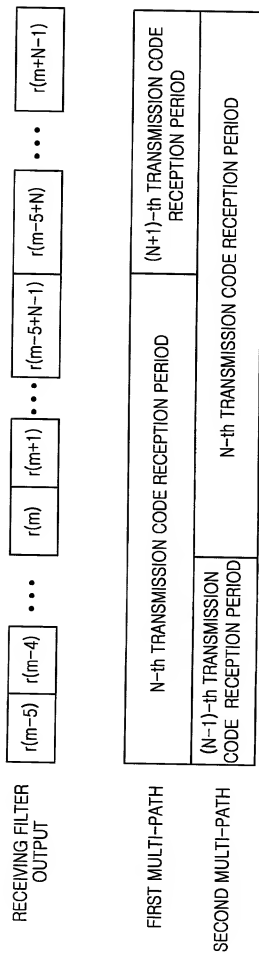 RECEIVING FILTER
OUTPUT
r(m-5) r(m-4) ••• r(m) r(m+1) ••• r(m-5+N-1) r(m-5+N) ••• r(m+N-1)
FIRST MULTI-PATH
N-th TRANSMISSION CODE RECEPTION PERIOD
(N+1)-th TRANSMISSION CODE
RECEPTION PERIOD
SECOND MULTI-PATH
(N-1)-th TRANSMISSION
CODE RECEPTION PERIOD
N-th TRANSMISSION CODE RECEPTION PERIOD